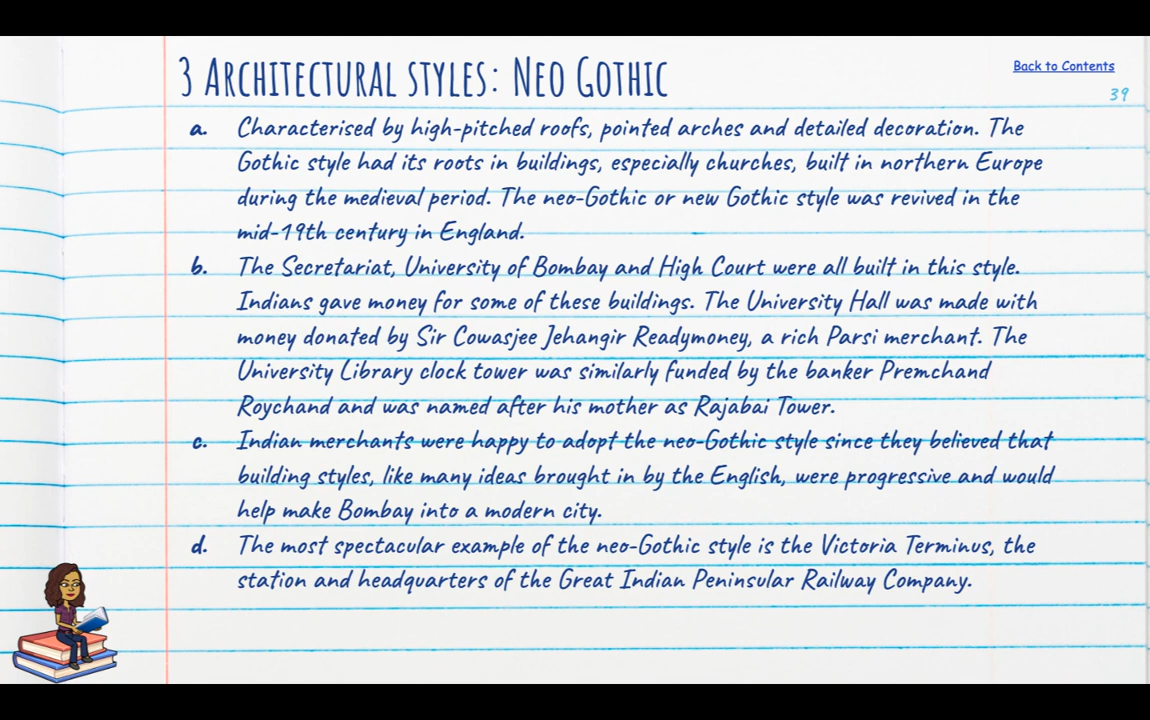 3 Architectural styles: Neo Gothic
Back to Contents
39
a. Characterised by high-pitched roofs, pointed arches and detailed decoration. The
Gothic style had its roots in buildings, especially churches, built in northern Europe
during the medieval period. The neo-Gothic or new Gothic style was revived in the
mid-19th century in England.
b. The Secretariat, University of Bombay and High Court were all built in this style.
Indians gave money for some of these buildings. The University Hall was made with
money donated by Sir Cowasjee Jehangir Readymoney, a rich Parsi merchant. The
University Library clock tower was similarly funded by the banker Premchand
Roychand and was named after his mother as Rajabai Tower.
c. Indian merchants were happy to adopt the neo-Gothic style since they believed that
building styles, like many ideas brought in by the English, were progressive and would
help make Bombay into a modern city.
d. The most spectacular example of the neo-Gothic style is the Victoria Terminus, the
station and headquarters of the Great Indian Peninsular Railway Company.